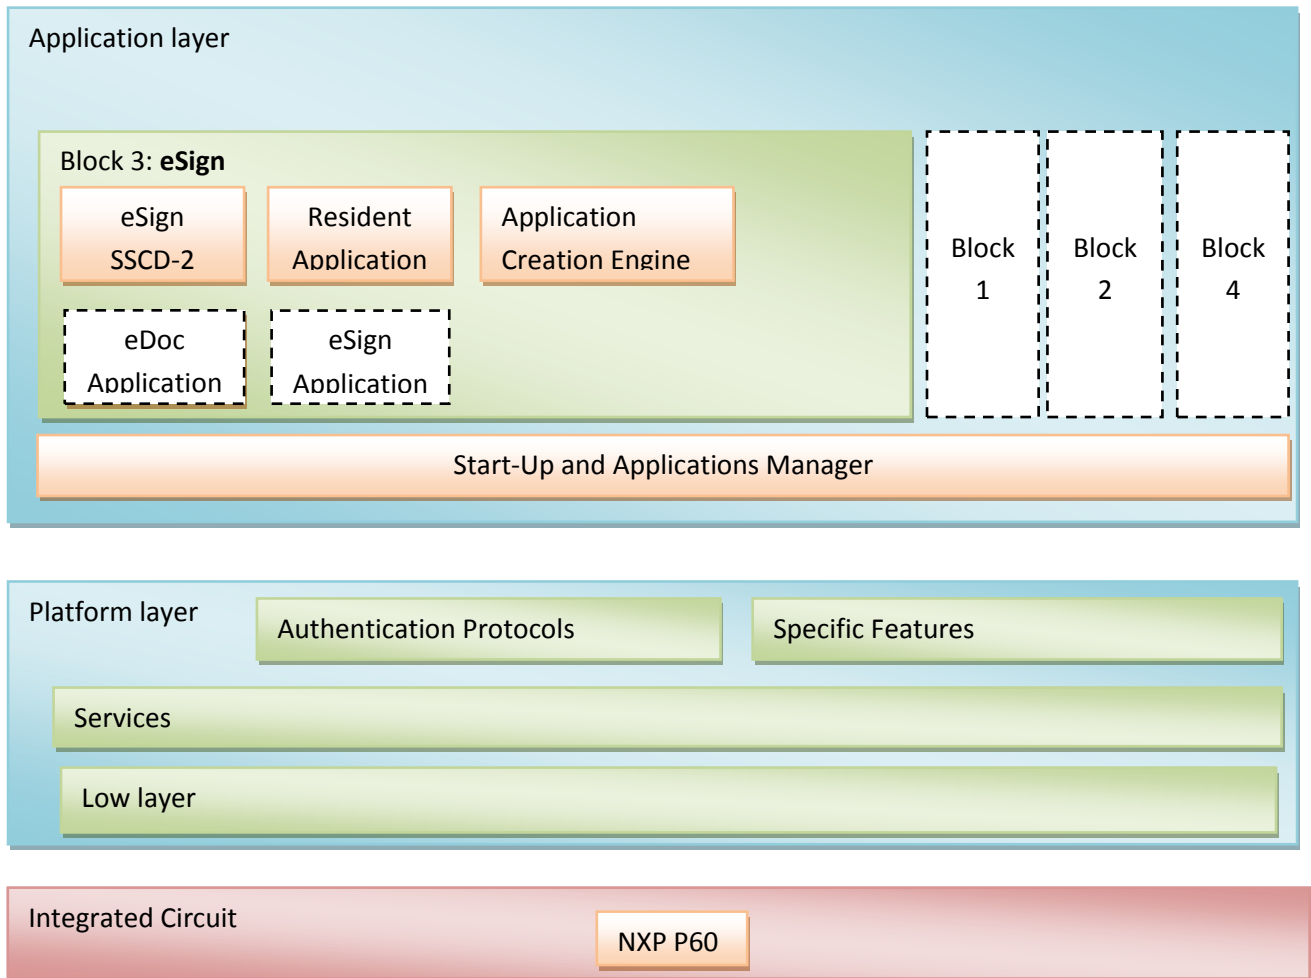 Application layer
Block 3: eSign
eSign
SSCD-2
Resident
Application
Application
Creation Engine
eDoc
Application
eSign
Application
Block
1
Block
2
Block
4
Start-Up and Applications Manager
Platform layer
Authentication Protocols
Specific Features
Services
Low layer
Integrated Circuit
NXP P60